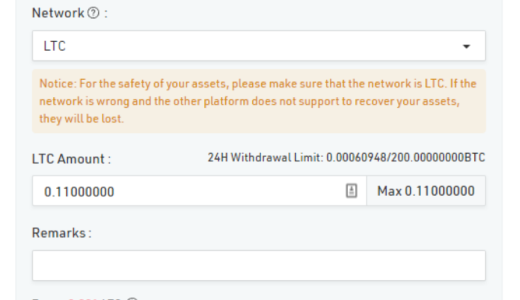 Network ? :
LTC
Notice: For the safety of your assets, please make sure that the network is LTC. If the
network is wrong and the other platform does not support to recover your assets,
they will be lost.
LTC Amount : 24H Withdrawal Limit: 0.00060948/200.00000000BTC
0.11000000 Max 0.11000000
Remarks :